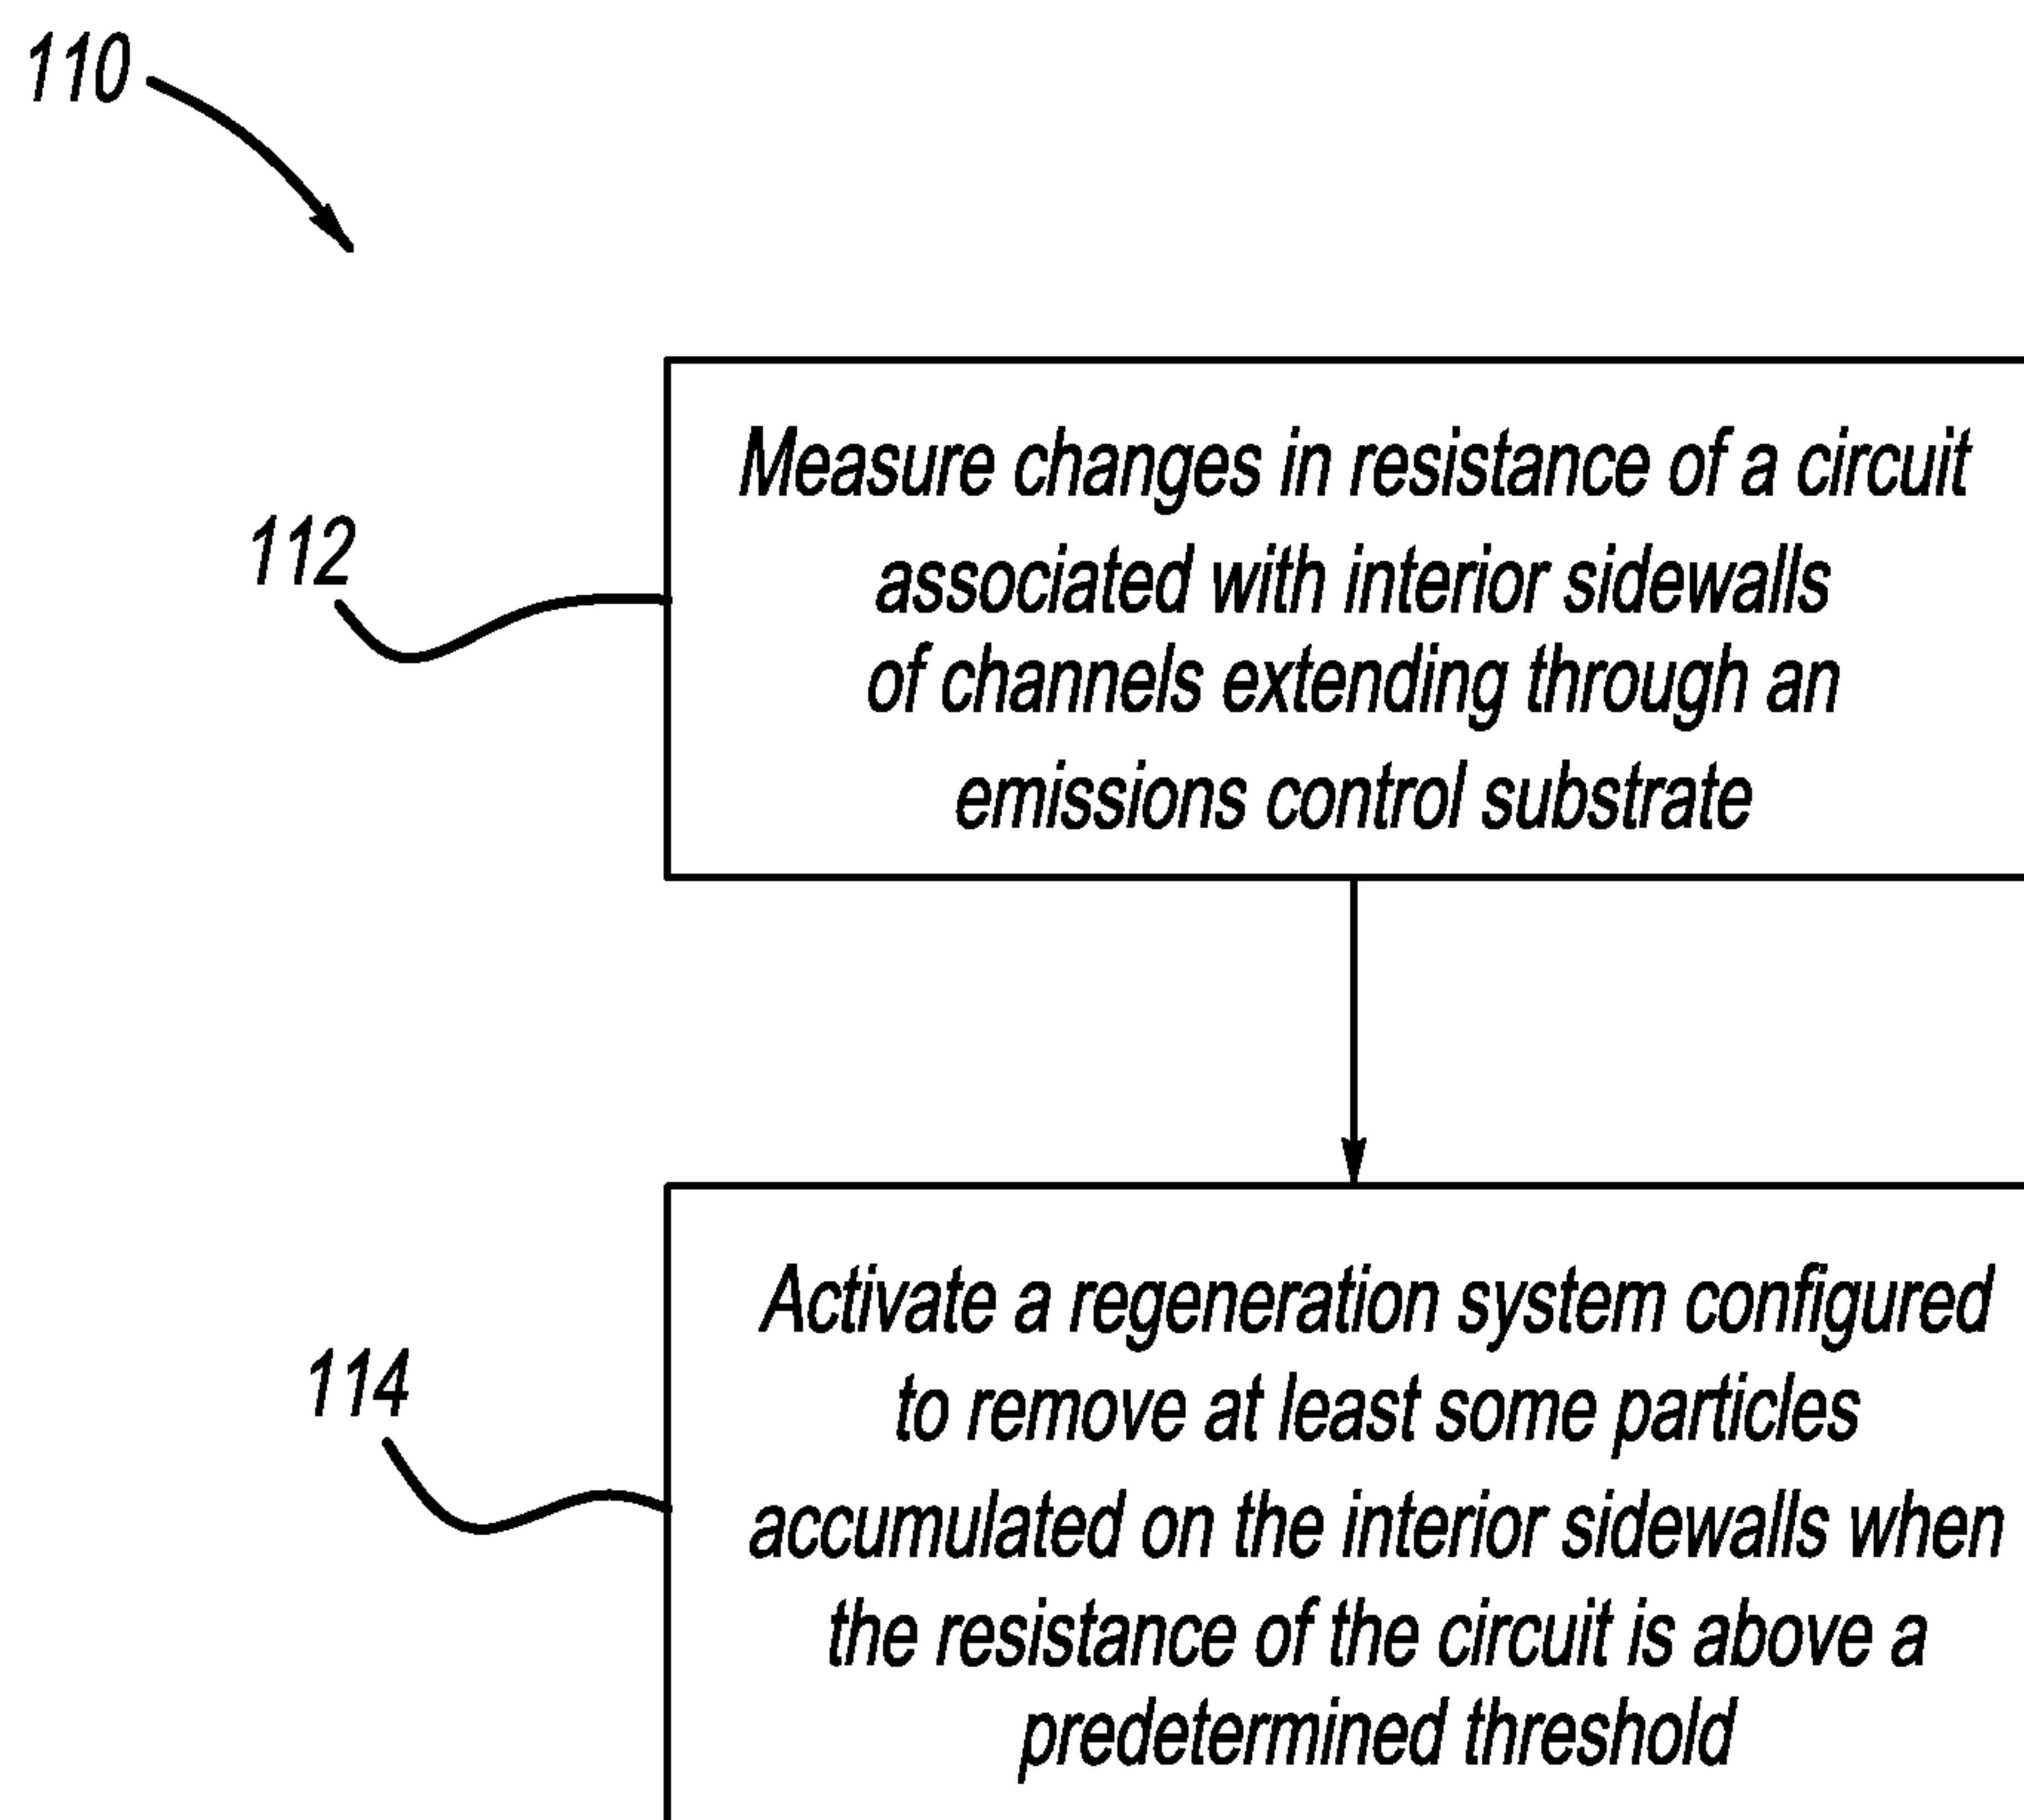 110
112
Measure changes in resistance of a circuit
associated with interior sidewalls
of channels extending through an
emissions control substrate
114
Activate a regeneration system configured
to remove at least some particles
accumulated on the interior sidewalls when
the resistance of the circuit is above a
predetermined threshold